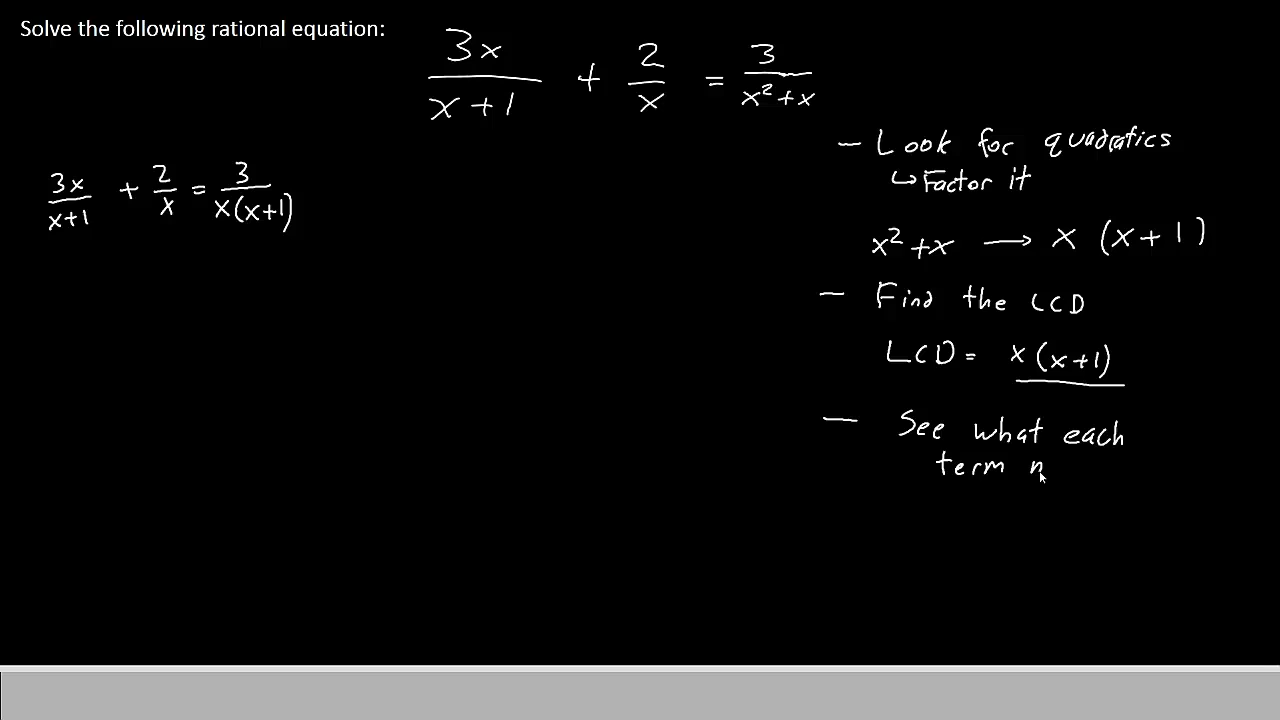 Solve the following rational equation:
3x/(x+1) + 2/x = 3/(x²+x)
3x/(x+1) + 2/x = 3/(x(x+1))
— Look for quadratics
↳ Factor it
x²+x → x (x+1)
— Find the LCD
LCD = x(x+1)
— See what each
term n